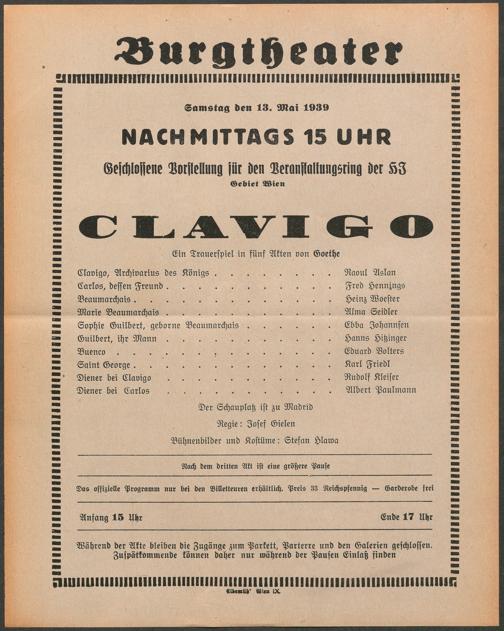 Burgtheater
Samstag den 13. Mai 1939
NACHMITTAGS 15 UHR
Geschlossene Vorstellung für den Veranstaltungsring der HJ
Gebiet Wien
CLAVIGO
Ein Trauerspiel in fünf Akten von Goethe
Clavigo, Archivarius des Königs . . . . . . . . Raoul Aslan
Carlos, dessen Freund . . . . . . . . . . . Fred Hennings
Beaumarchais . . . . . . . . . . . . . Heinz Woester
Marie Beaumarchais . . . . . . . . . . . Alma Seidler
Sophie Guilbert, geborne Beaumarchais . . . . . . Ebba Johannsen
Guilbert, ihr Mann . . . . . . . . . . . Hanns Hitzinger
Buenco . . . . . . . . . . . . . . Eduard Volters
Saint George . . . . . . . . . . . . . Karl Friedl
Diener bei Clavigo . . . . . . . . . . . Rudolf Kleiser
Diener bei Carlos . . . . . . . . . . . Albert Paulmann
Der Schauplatz ist zu Madrid
Regie: Josef Gielen
Bühnenbilder und Kostüme: Stefan Hlawa
Nach dem dritten Akt ist eine größere Pause
Das offizielle Programm nur bei den Billetteuren erhältlich. Preis 33 Reichspfennig — Garderobe frei
Anfang 15 Uhr Ende 17 Uhr
Während der Akte bleiben die Zugänge zum Parkett, Parterre und den Galerien geschlossen.
Zuspätkommende können daher nur während der Pausen Einlaß finden
„Elbemühl“ Wien IX.